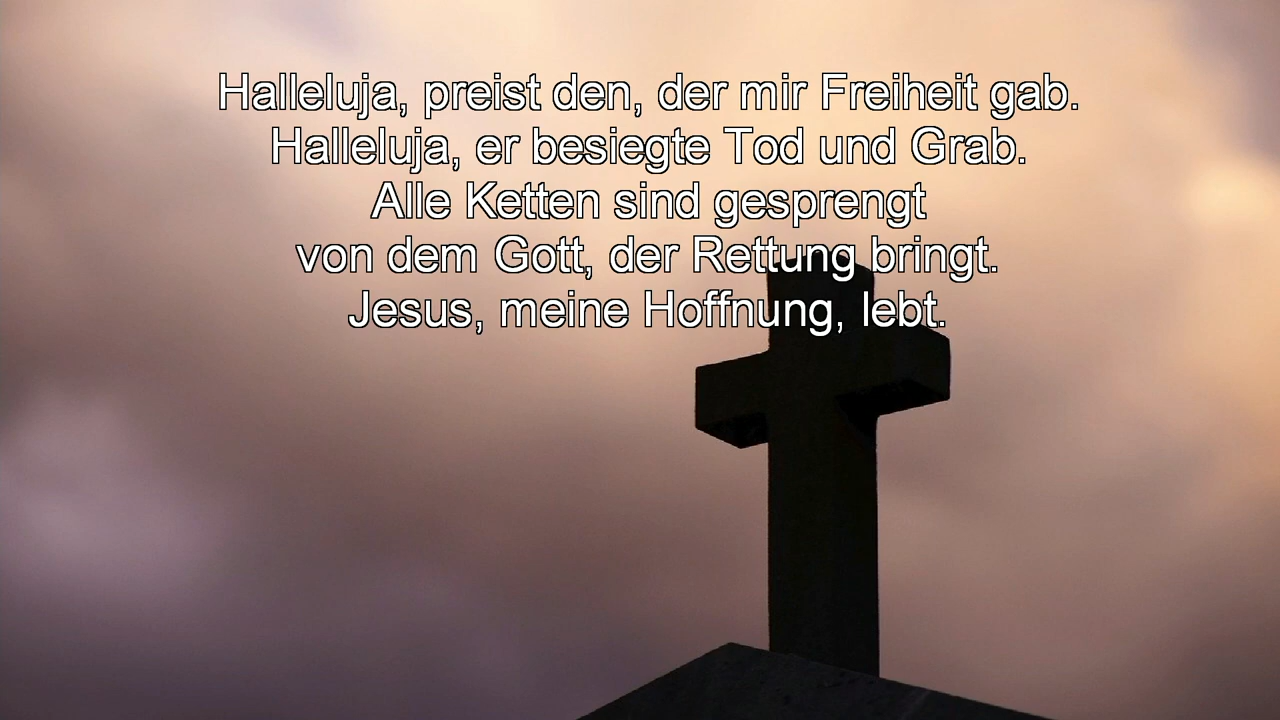 Halleluja, preist den, der mir Freiheit gab.
Halleluja, er besiegte Tod und Grab.
Alle Ketten sind gesprengt
von dem Gott, der Rettung bringt.
Jesus, meine Hoffnung, lebt.